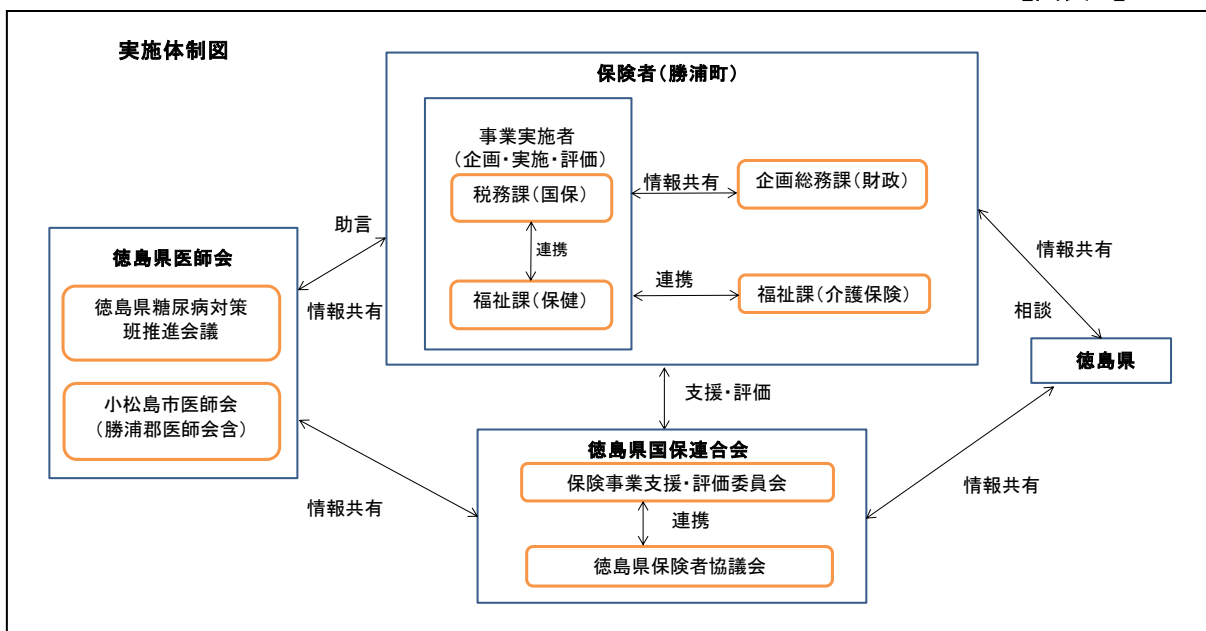 実施体制図
保険者（勝浦町）
事業実施者
（企画・実施・評価）
税務課（国保）
情報共有
企画総務課（財政）
連携
福祉課（保健）
連携
福祉課（介護保険）
助言
情報共有
徳島県医師会
徳島県糖尿病対策
班推進会議
小松島市医師会
（勝浦郡医師会含）
情報共有
相談
徳島県
支援・評価
徳島県国保連合会
保険事業支援・評価委員会
連携
徳島県保険者協議会
情報共有
情報共有